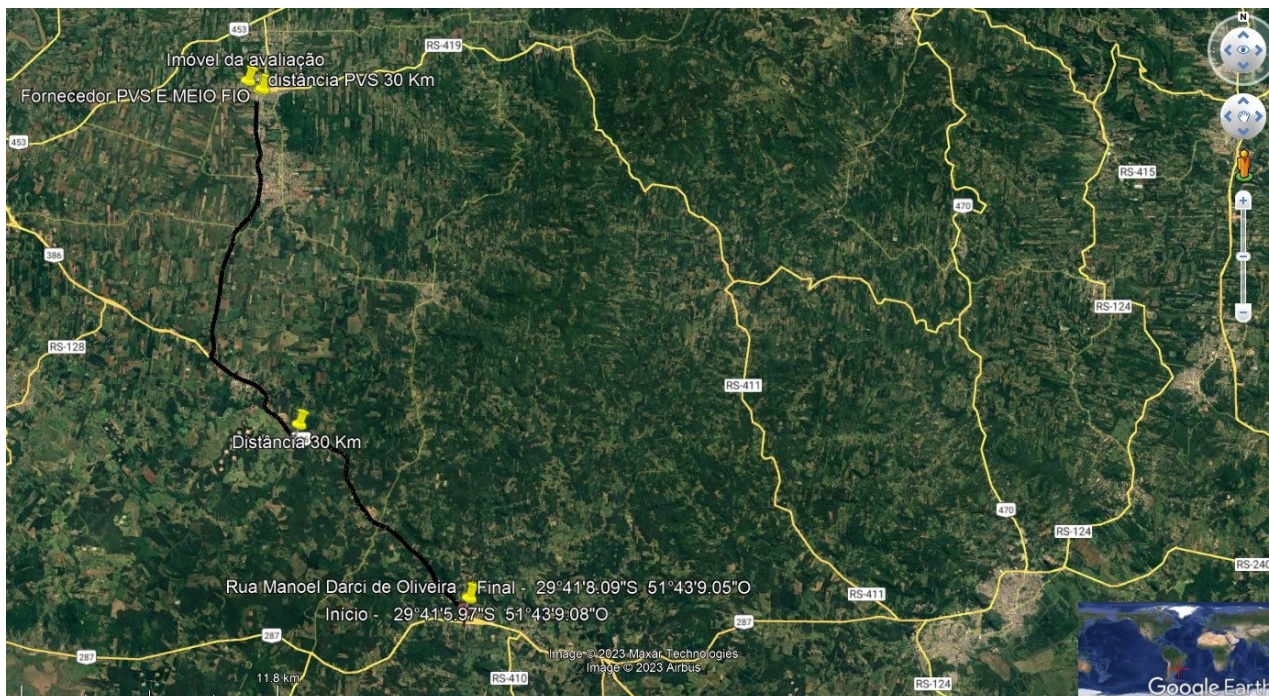 N
453
RS-419
Imóvel da avaliação
distância PVS 30 Km
Fornecedor PVS E MEIO FIO
453
RS-415
470
386
RS-124
RS-128
RS-411
Distância 30 Km
470
RS-124
RS-240
Rua Manoel Darci de Oliveira
Final - 29°41'8.09"S 51°43'9.05"O
Início - 29°41'5.97"S 51°43'9.08"O
RS-411
287
287
Image © 2023 Maxar Technologies
Image © 2023 Airbus
11.8 km
RS-410
RS-124
Google Earth